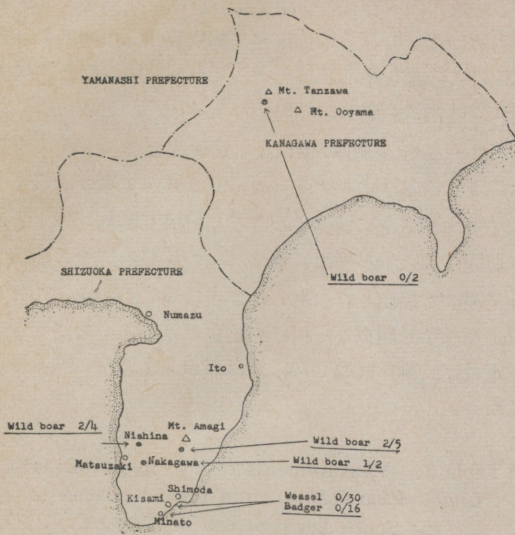 YAMANASHI PREFECTURE
Mt. Tanzawa
Mt. Ooyama
KANAGAWA PREFECTURE
SHIZUOKA PREFECTURE
Wild boar 0/2
Numazu
Ito
Wild boar 2/4
Mt. Amagi
Nishina
Wild boar 2/5
Matsuzaki
Nakagawa
Wild boar 1/2
Shimoda
Kisami
Weasel 0/30
Badger 0/16
Minato